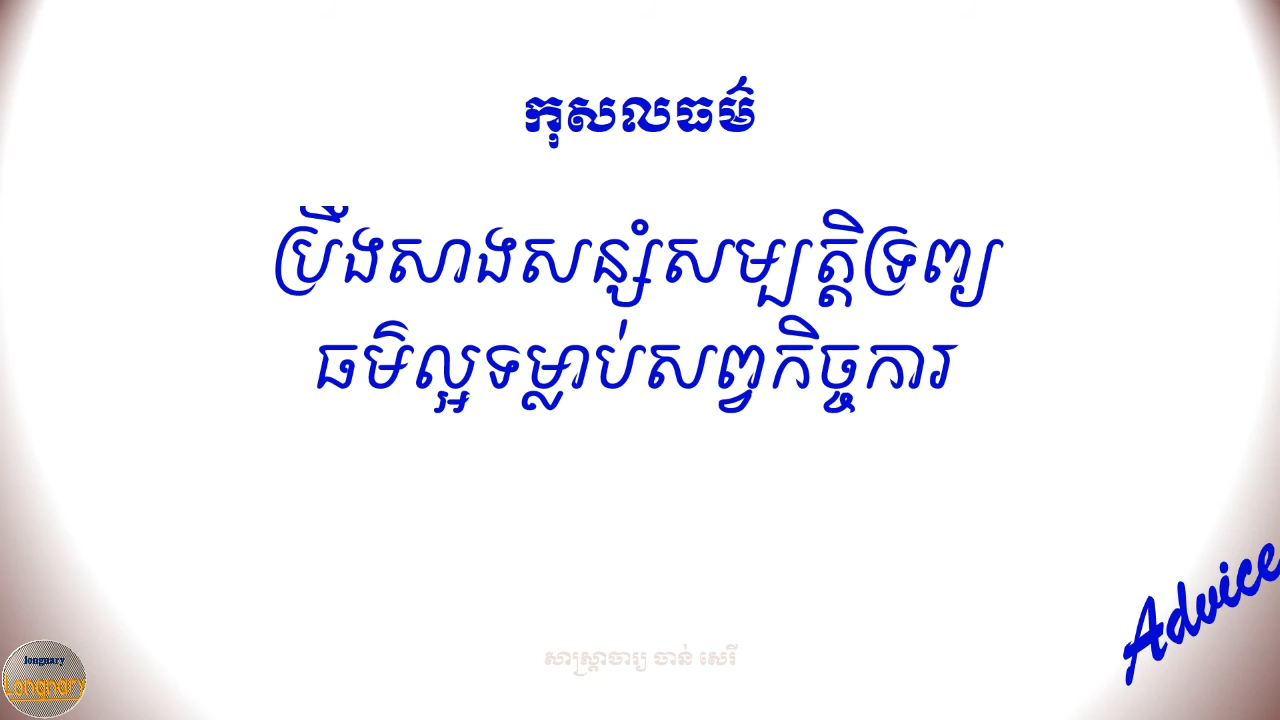 កុសលធម៌
ប្រឹងសាងសន្សំសម្បត្តិទ្រព្យ
ធម៌ល្អទម្លាប់សព្វកិច្ចការ
Advice
longnary
Longnary
សាស្ត្រាចារ្យ ចាន់ សេរី